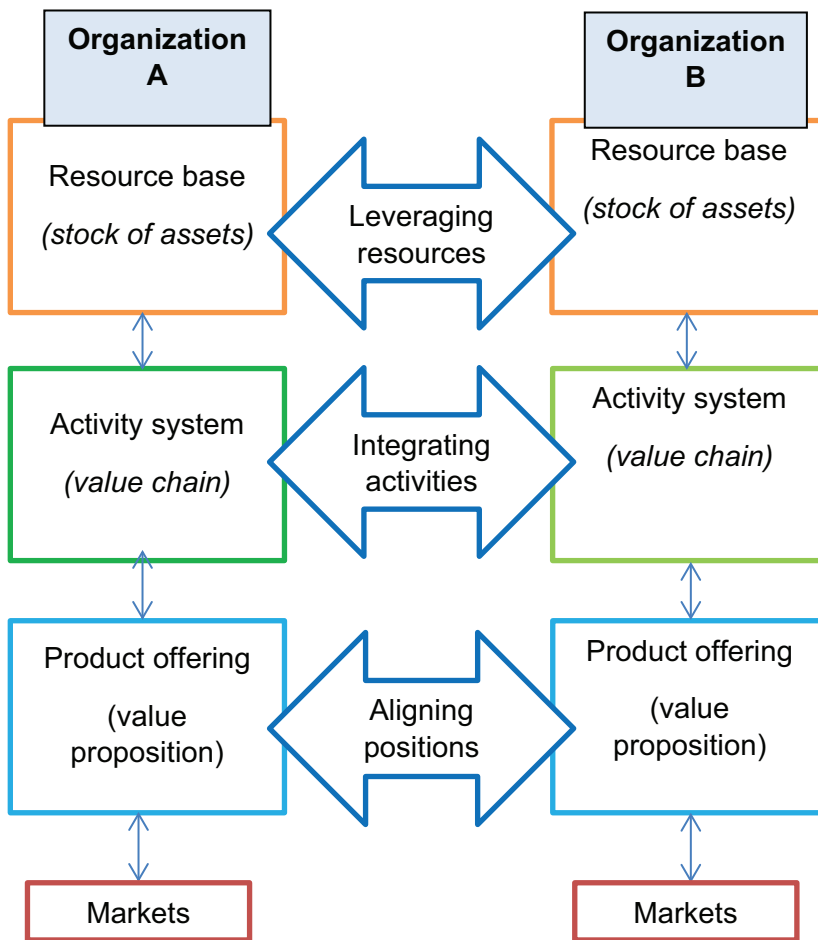 Organization
A
Resource base
(stock of assets)
Activity system
(value chain)
Product offering
(value
proposition)
Markets
Leveraging
resources
Integrating
activities
Aligning
positions
Organization
B
Resource base
(stock of assets)
Activity system
(value chain)
Product offering
(value
proposition)
Markets